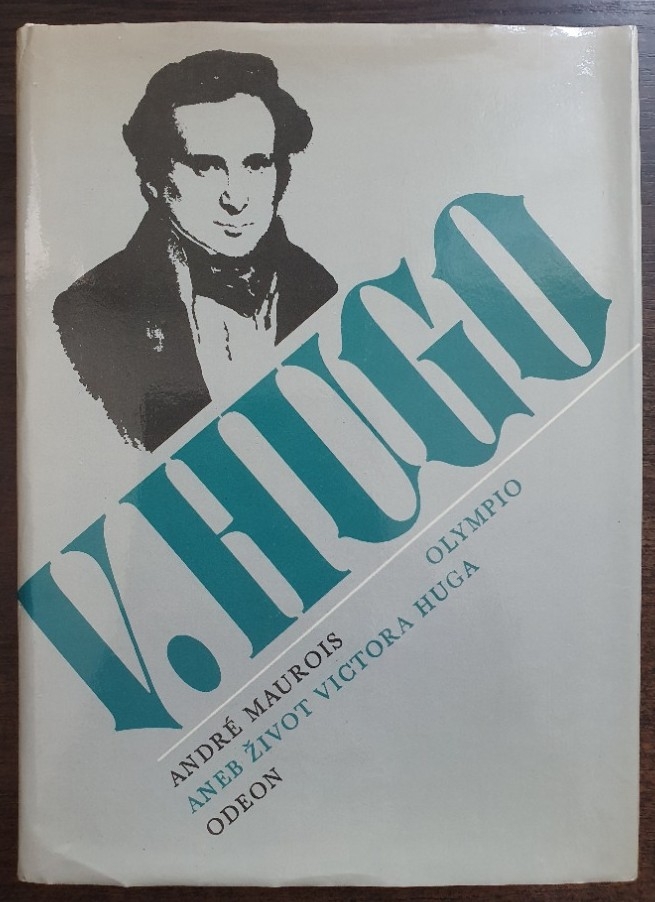 V. HUGO
ANDRÉ MAUROIS OLYMPIO
ANEB ŽIVOT VICTORA HUGA
ODEON